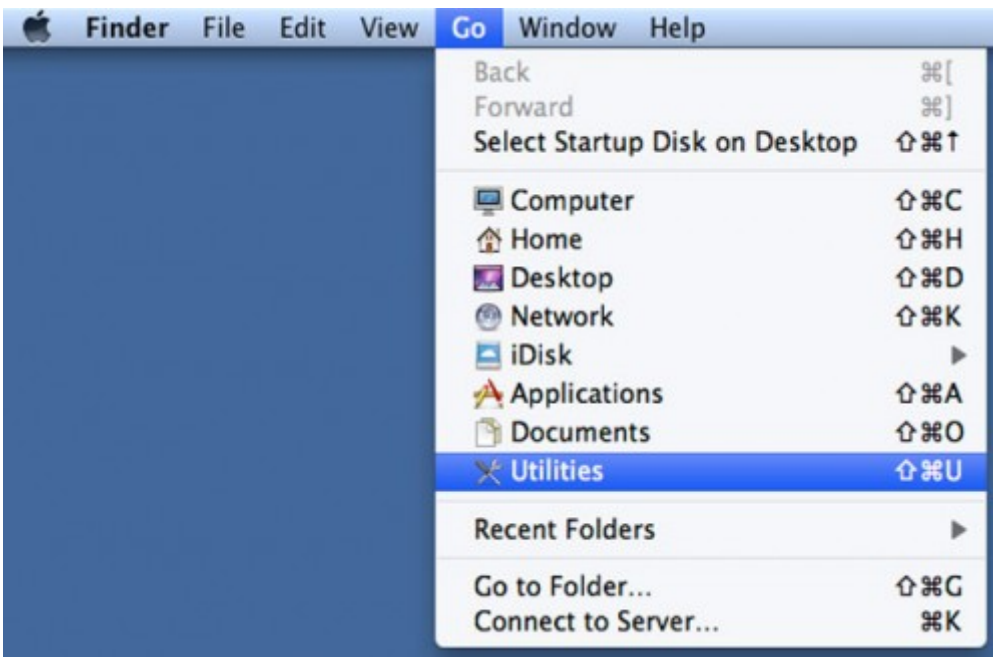 Finder File Edit View Go Window Help
Back ⌘[
Forward ⌘]
Select Startup Disk on Desktop ⇧⌘↑
Computer ⇧⌘C
Home ⇧⌘H
Desktop ⇧⌘D
Network ⇧⌘K
iDisk ▶
Applications ⇧⌘A
Documents ⇧⌘O
Utilities ⇧⌘U
Recent Folders ▶
Go to Folder... ⇧⌘G
Connect to Server... ⌘K